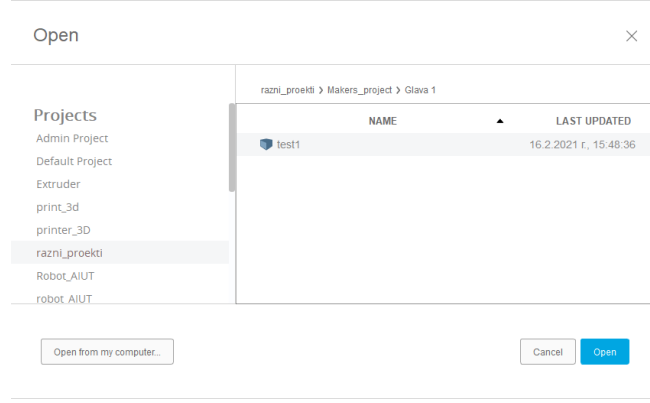 Open
razni_proekti > Makers_project > Glava 1
Projects
NAME LAST UPDATED
Admin Project
test1 16.2.2021 г., 15:48:36
Default Project
Extruder
print_3d
printer_3D
razni_proekti
Robot_AIUT
robot_AIUT
Open from my computer...
Cancel
Open